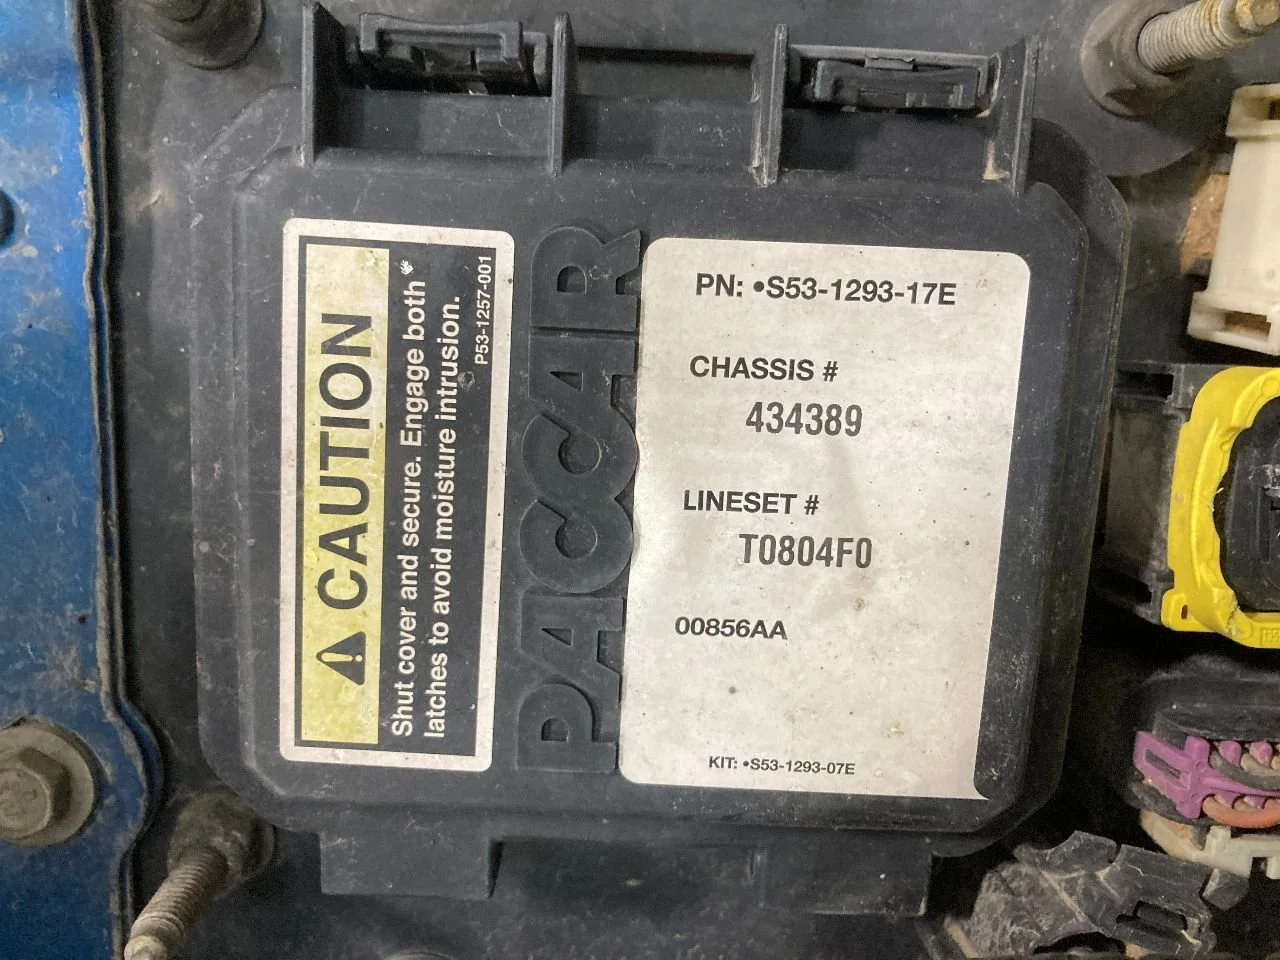 ⚠ CAUTION
Shut cover and secure. Engage both
latches to avoid moisture intrusion.
P53-1257-001
PACCAR
PN: •S53-1293-17E
CHASSIS #
434389
LINESET #
T0804F0
00856AA
KIT: •S53-1293-07E